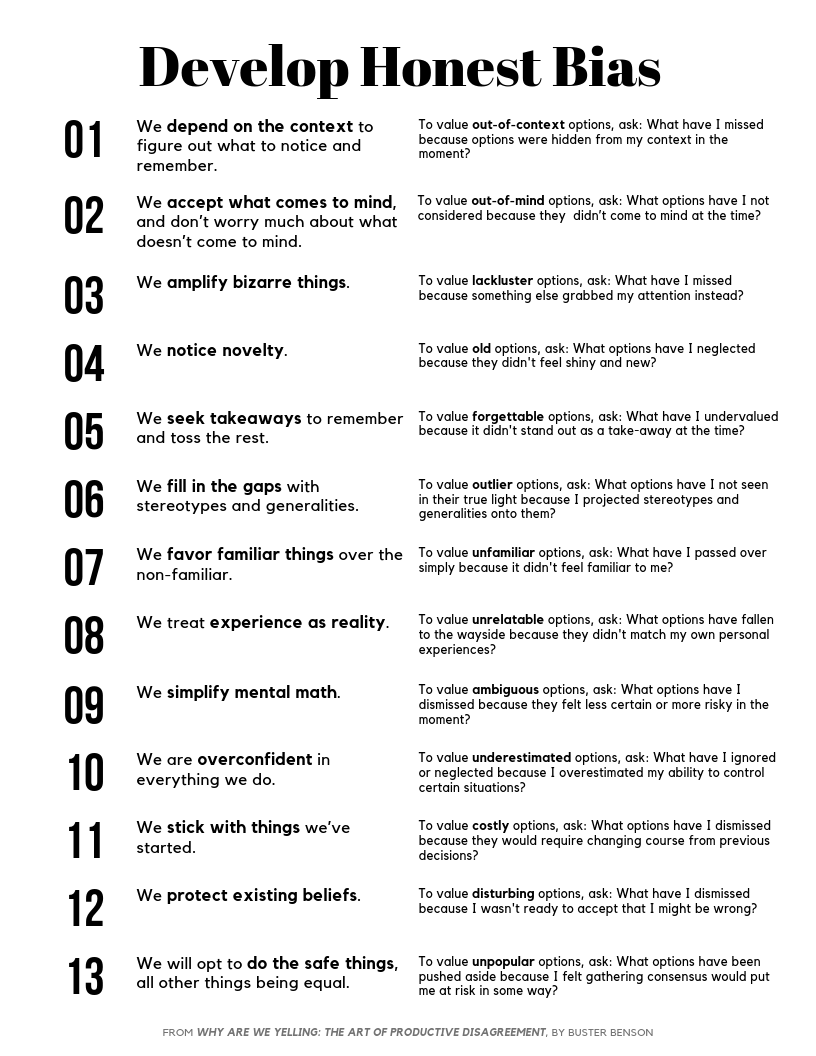 Develop Honest Bias
01
We depend on the context to
figure out what to notice and
remember.
To value out-of-context options, ask: What have I missed
because options were hidden from my context in the
moment?
02
We accept what comes to mind,
and don't worry much about what
doesn't come to mind.
To value out-of-mind options, ask: What options have I not
considered because they  didn't come to mind at the time?
03
We amplify bizarre things.
To value lackluster options, ask: What have I missed
because something else grabbed my attention instead?
04
We notice novelty.
To value old options, ask: What options have I neglected
because they didn't feel shiny and new?
05
We seek takeaways to remember
and toss the rest.
To value forgettable options, ask: What have I undervalued
because it didn't stand out as a take-away at the time?
06
We fill in the gaps with
stereotypes and generalities.
To value outlier options, ask: What options have I not seen
in their true light because I projected stereotypes and
generalities onto them?
07
We favor familiar things over the
non-familiar.
To value unfamiliar options, ask: What have I passed over
simply because it didn't feel familiar to me?
08
We treat experience as reality.
To value unrelatable options, ask: What options have fallen
to the wayside because they didn't match my own personal
experiences?
09
We simplify mental math.
To value ambiguous options, ask: What options have I
dismissed because they felt less certain or more risky in the
moment?
10
We are overconfident in
everything we do.
To value underestimated options, ask: What have I ignored
or neglected because I overestimated my ability to control
certain situations?
11
We stick with things we've
started.
To value costly options, ask: What options have I dismissed
because they would require changing course from previous
decisions?
12
We protect existing beliefs.
To value disturbing options, ask: What have I dismissed
because I wasn't ready to accept that I might be wrong?
13
We will opt to do the safe things,
all other things being equal.
To value unpopular options, ask: What options have been
pushed aside because I felt gathering consensus would put
me at risk in some way?
FROM WHY ARE WE YELLING: THE ART OF PRODUCTIVE DISAGREEMENT, BY BUSTER BENSON